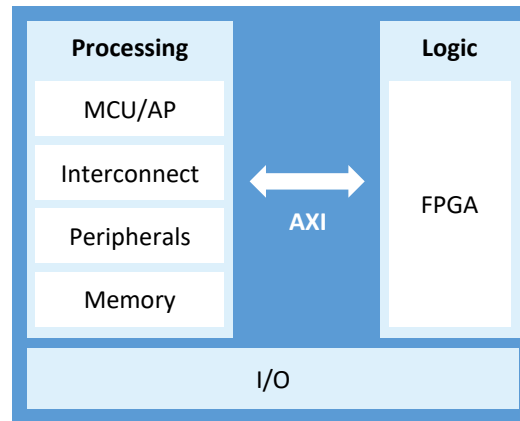 Processing
MCU/AP
Interconnect
Peripherals
Memory
AXI
Logic
FPGA
I/O